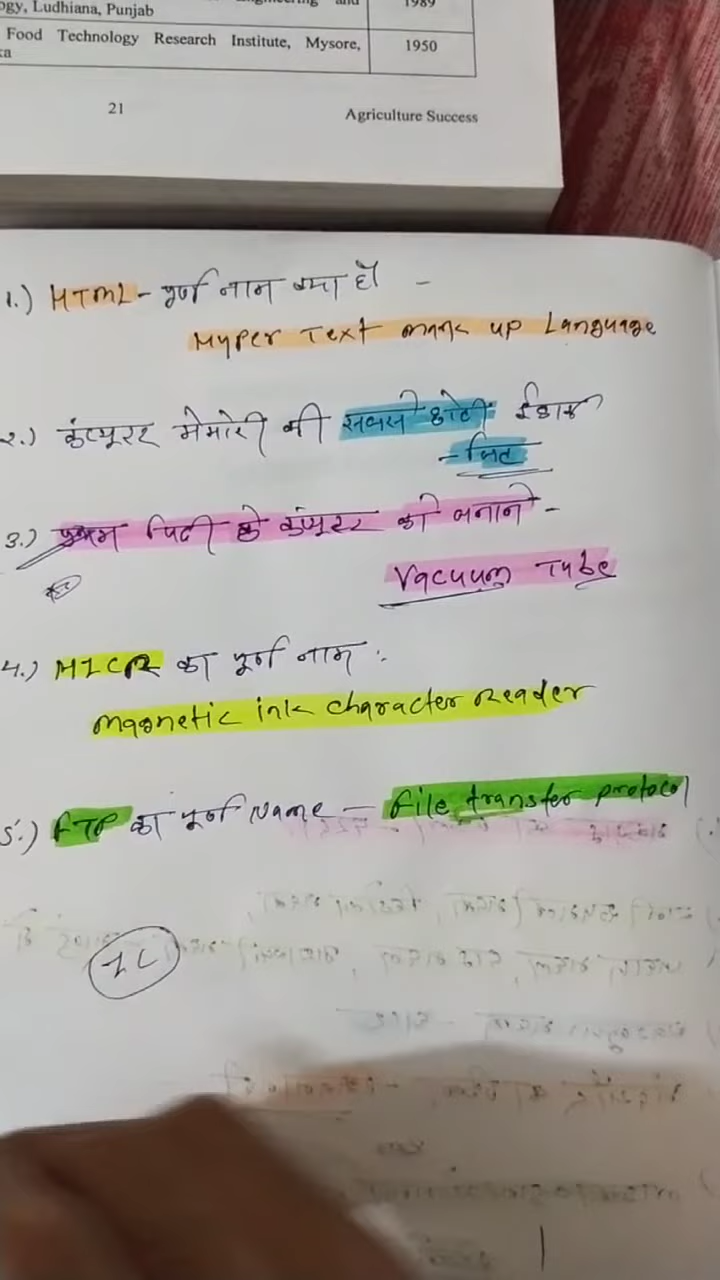 ogy, Ludhiana, Punjab
and
1989
Food Technology Research Institute, Mysore,
1950
21
Agriculture Success
1.) HTML - पूर्ण नाम क्या है -
Hyper Text mark up Language
2.) कंप्यूटर मेमोरी की सबसे छोटी ईकाई
- बिट
3.) प्रथम पिढी के कंप्यूटर की बनाने -
Vacuum Tube
4.) MICR का पूर्ण नाम :
magnetic ink character Reader
5.) FTP का पूर्ण Name - File transfer protocol